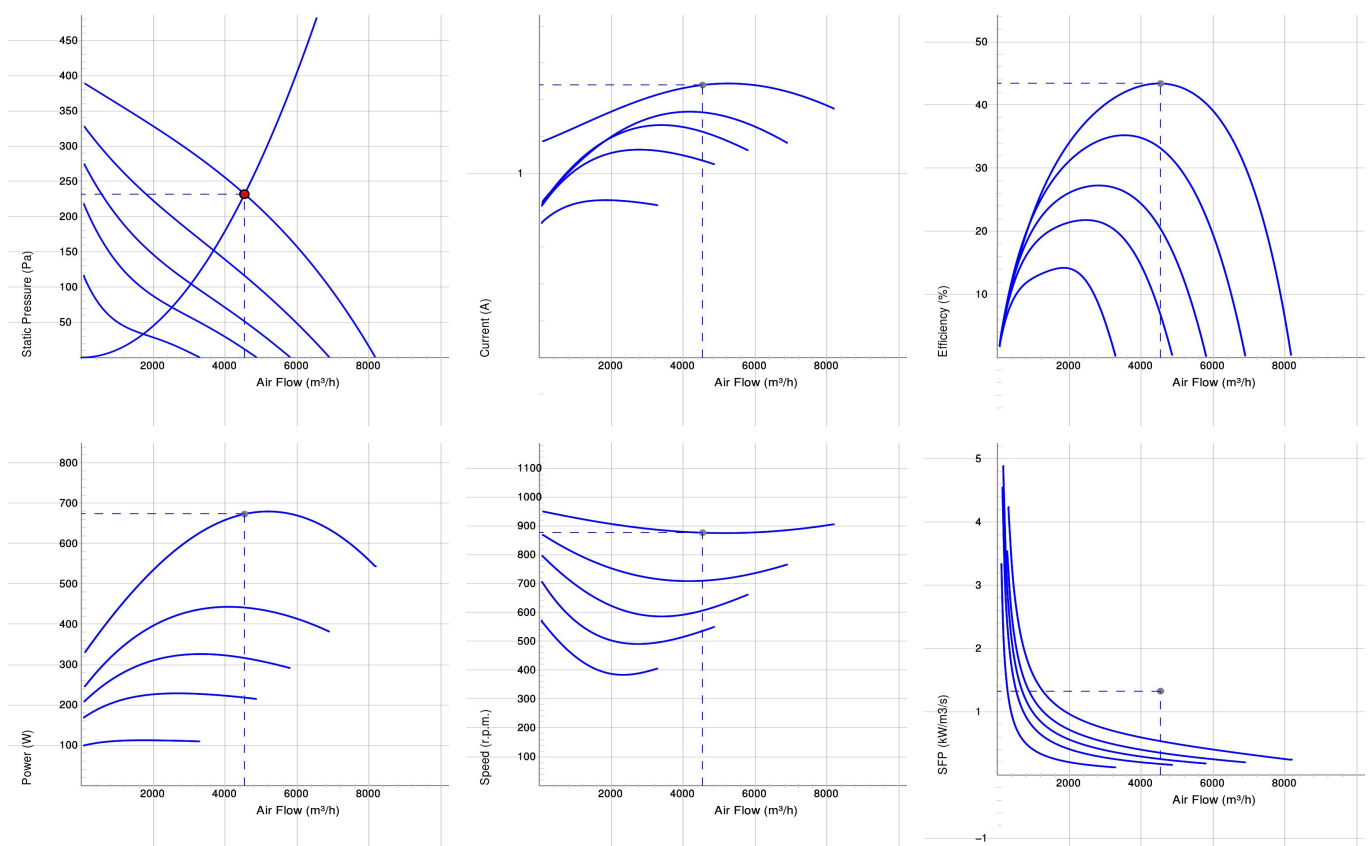 450
400
350
300
250
200
150
100
50
Static Pressure (Pa)
2000 4000 6000 8000
Air Flow (m³/h)
1
Current (A)
2000 4000 6000 8000
Air Flow (m³/h)
50
40
30
20
10
Efficiency (%)
2000 4000 6000 8000
Air Flow (m³/h)
800
700
600
500
400
300
200
100
Power (W)
2000 4000 6000 8000
Air Flow (m³/h)
1100
1000
900
800
700
600
500
400
300
200
100
Speed (r.p.m.)
2000 4000 6000 8000
Air Flow (m³/h)
5
4
3
2
1
-1
SFP (kW/m3/s)
2000 4000 6000 8000
Air Flow (m³/h)